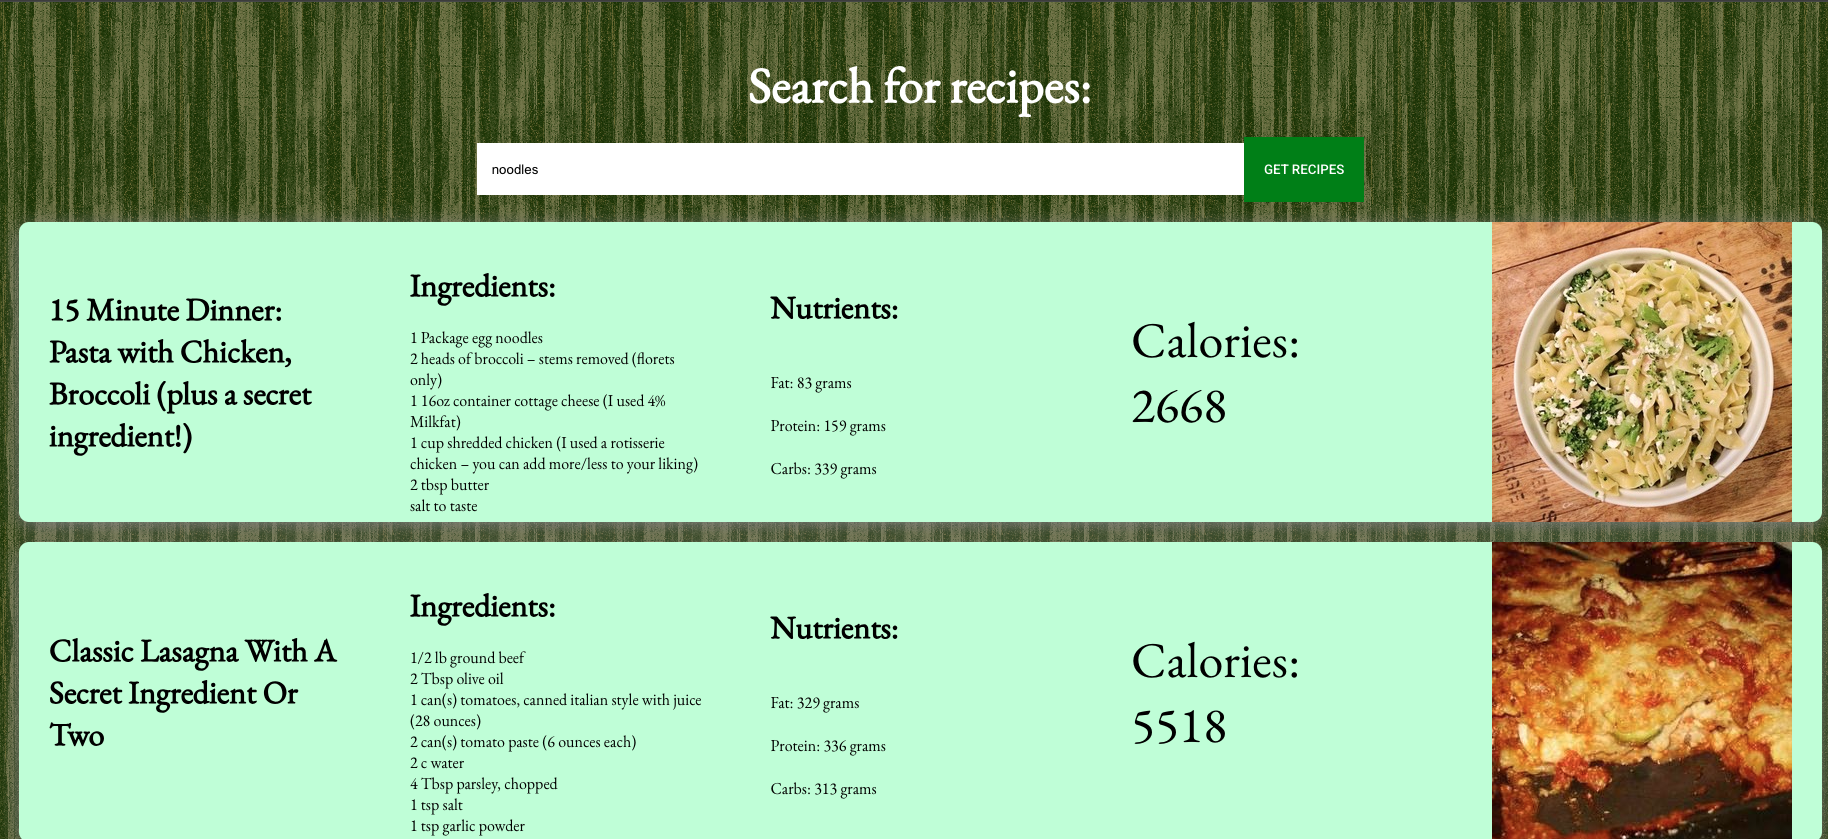 Search for recipes:
noodles
GET RECIPES
15 Minute Dinner:
Pasta with Chicken,
Broccoli (plus a secret
ingredient!)
Ingredients:
1 Package egg noodles
2 heads of broccoli – stems removed (florets
only)
1 16oz container cottage cheese (I used 4%
Milkfat)
1 cup shredded chicken (I used a rotisserie
chicken – you can add more/less to your liking)
2 tbsp butter
salt to taste
Nutrients:
Fat: 83 grams
Protein: 159 grams
Carbs: 339 grams
Calories:
2668
Classic Lasagna With A
Secret Ingredient Or
Two
Ingredients:
1/2 lb ground beef
2 Tbsp olive oil
1 can(s) tomatoes, canned italian style with juice
(28 ounces)
2 can(s) tomato paste (6 ounces each)
2 c water
4 Tbsp parsley, chopped
1 tsp salt
1 tsp garlic powder
Nutrients:
Fat: 329 grams
Protein: 336 grams
Carbs: 313 grams
Calories:
5518